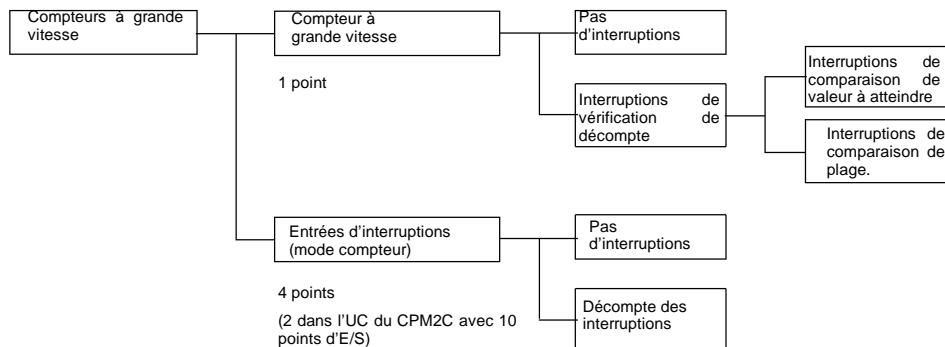 Compteurs à grande
vitesse
Compteur à
grande vitesse
1 point
Pas
d'interruptions
Interruptions de
vérification de
décompte
Interruptions de
comparaison de
valeur à atteindre
Interruptions de
comparaison de
plage.
Entrées d'interruptions
(mode compteur)
4 points
(2 dans l'UC du CPM2C avec 10
points d'E/S)
Pas
d'interruptions
Décompte des
interruptions